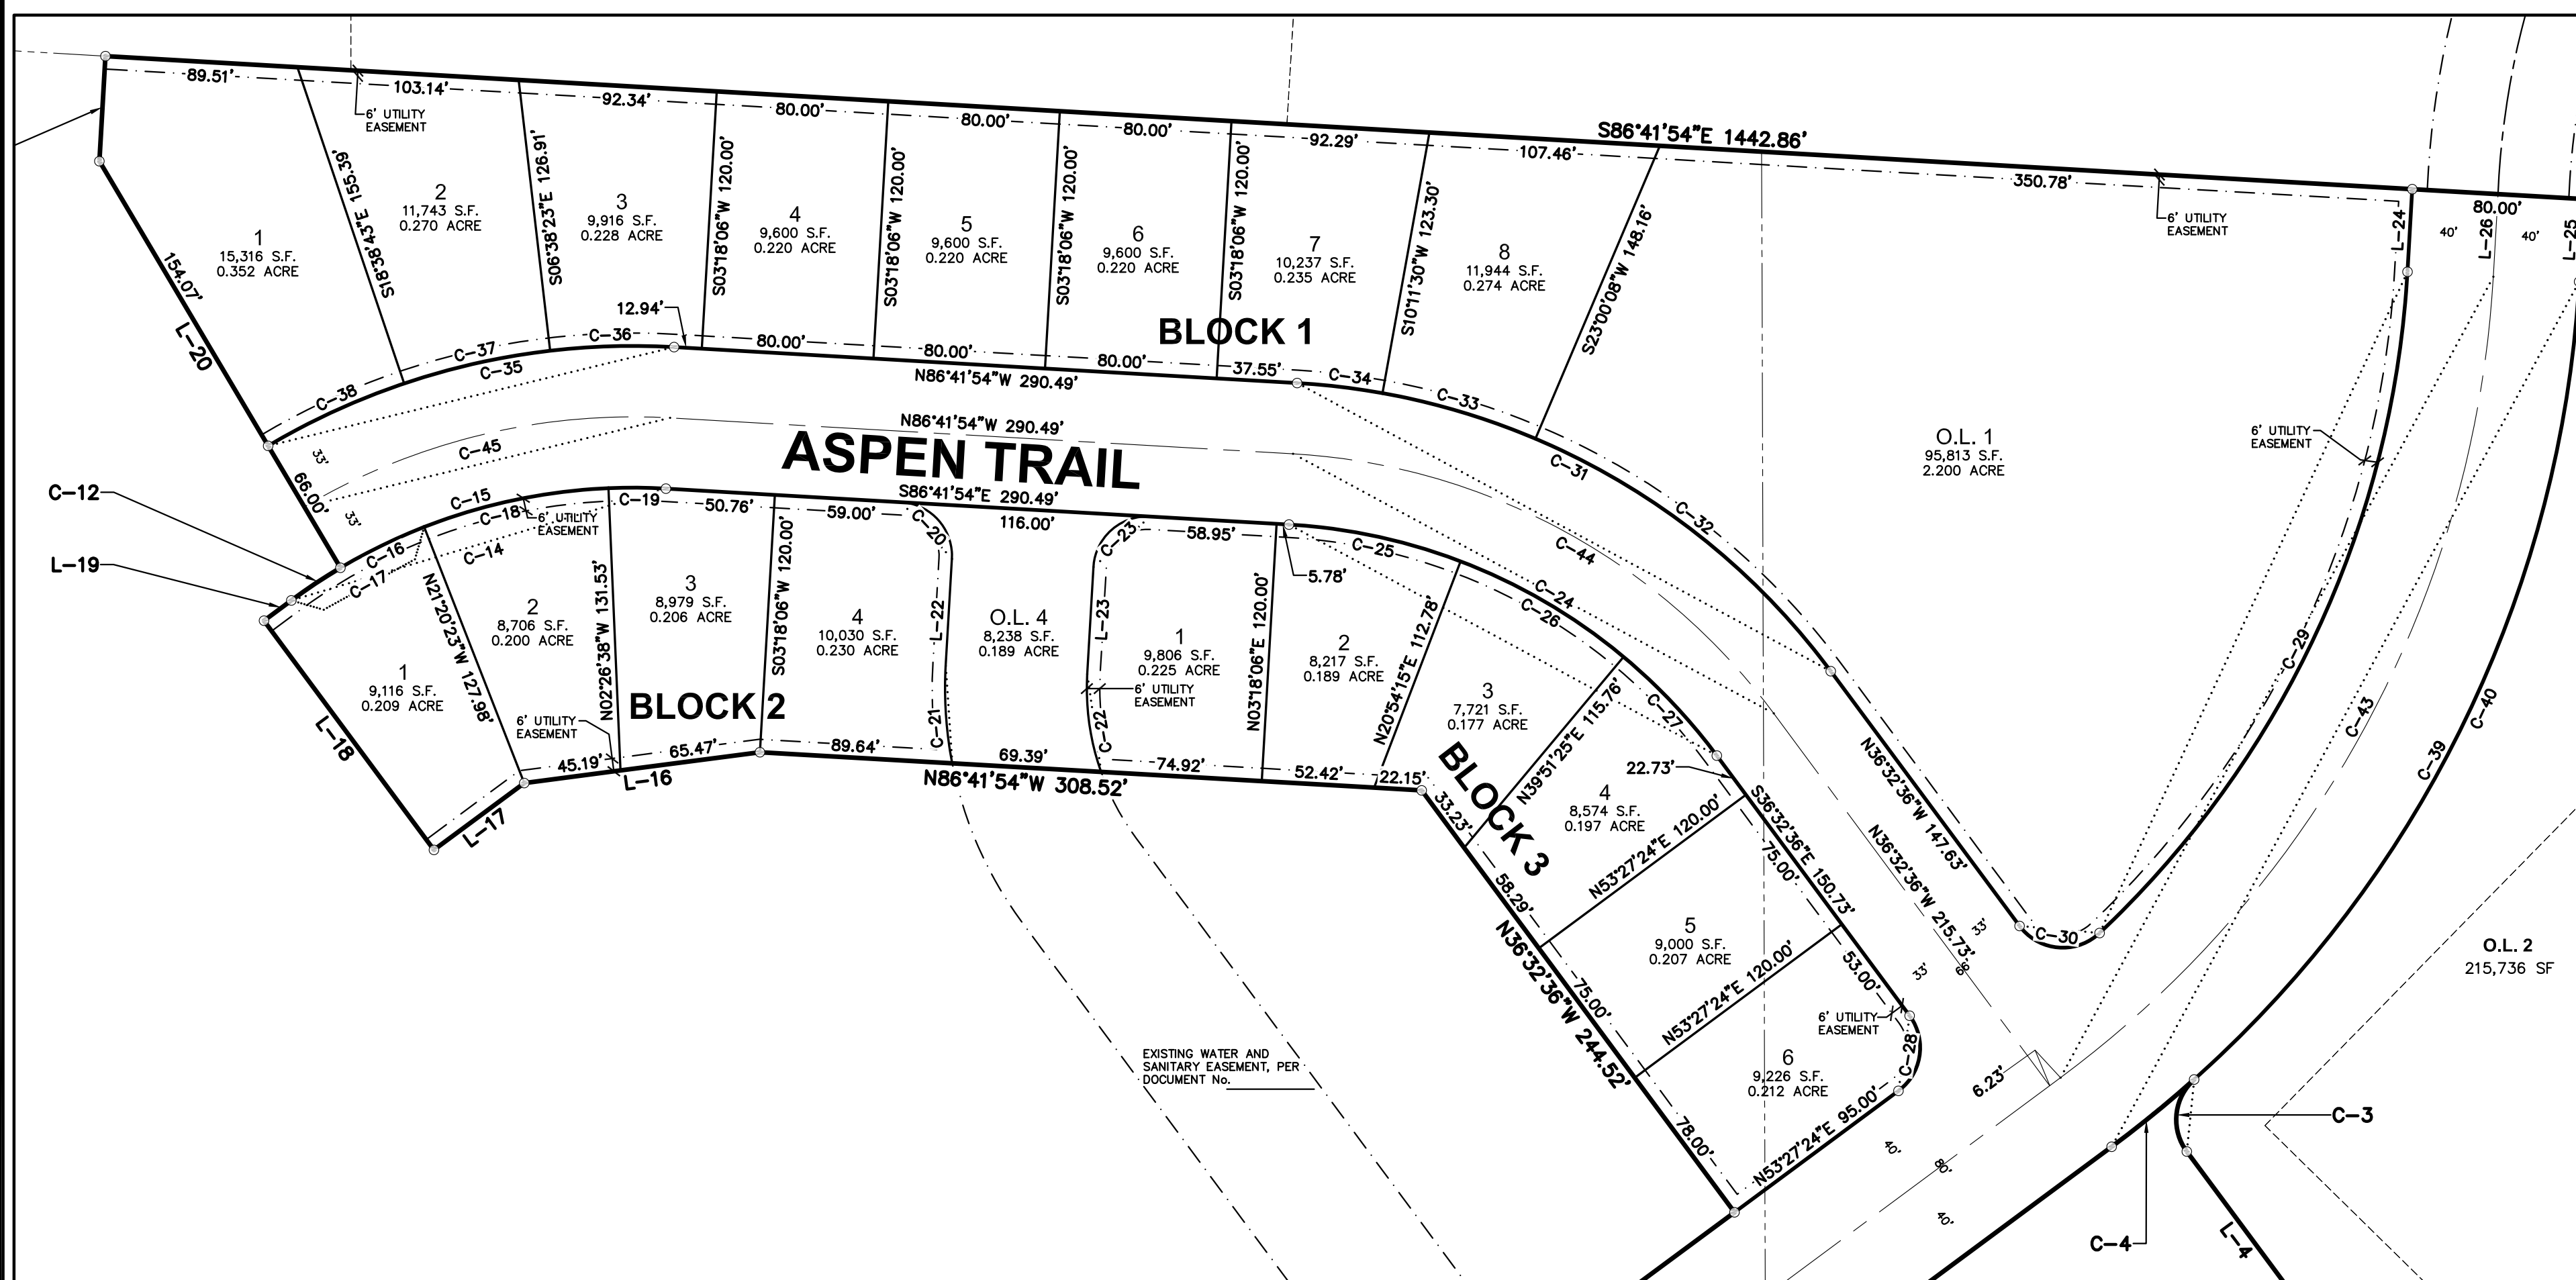 89.51'
103.14'
92.34'
80.00'
80.00'
80.00'
92.29'
107.46'
S86°41'54"E 1442.86'
350.78'
80.00'
6' UTILITY
EASEMENT
6' UTILITY
EASEMENT
L-24
L-26
L-25
40'
40'
1
15,316 S.F.
0.352 ACRE
S18°38'43"E 155.39'
2
11,743 S.F.
0.270 ACRE
S06°38'23"E 126.91'
3
9,916 S.F.
0.228 ACRE
S03°18'06"W 120.00'
4
9,600 S.F.
0.220 ACRE
S03°18'06"W 120.00'
5
9,600 S.F.
0.220 ACRE
S03°18'06"W 120.00'
6
9,600 S.F.
0.220 ACRE
S03°18'06"W 120.00'
7
10,237 S.F.
0.235 ACRE
S10°11'30"W 123.30'
8
11,944 S.F.
0.274 ACRE
S23°00'08"W 148.16'
O.L. 1
95,813 S.F.
2.200 ACRE
6' UTILITY
EASEMENT
154.07'
L-20
12.94'
BLOCK 1
C-38
C-37
C-35
C-36
80.00'
80.00'
80.00'
37.55'
C-34
C-33
C-31
C-32
N86°41'54"W 290.49'
N86°41'54"W 290.49'
ASPEN TRAIL
S86°41'54"E 290.49'
C-45
33'
66.00'
33'
C-44
C-12
L-19
C-16
C-17
C-15
C-18
C-14
C-19
6' UTILITY
EASEMENT
50.76'
59.00'
C-20
116.00'
C-23
58.95'
5.78'
C-25
C-24
C-26
C-27
1
9,116 S.F.
0.209 ACRE
N21°20'23"W 127.98'
2
8,706 S.F.
0.200 ACRE
N02°26'38"W 131.53'
3
8,979 S.F.
0.206 ACRE
S03°18'06"W 120.00'
4
10,030 S.F.
0.230 ACRE
L-22
C-21
O.L. 4
8,238 S.F.
0.189 ACRE
L-23
C-22
6' UTILITY
EASEMENT
1
9,806 S.F.
0.225 ACRE
N03°18'06"E 120.00'
2
8,217 S.F.
0.189 ACRE
N20°54'15"E 112.78'
3
7,721 S.F.
0.177 ACRE
N39°51'25"E 115.76'
BLOCK 2
L-18
6' UTILITY
EASEMENT
45.19'
65.47'
L-16
L-17
89.64'
69.39'
74.92'
52.42'
22.15'
N86°41'54"W 308.52'
33.23'
BLOCK 3
22.73'
4
8,574 S.F.
0.197 ACRE
N53°27'24"E 120.00'
58.29'
75.00'
S36°32'36"E 150.73'
N36°32'36"W 215.73'
N36°32'36"W 147.63'
33'
33'
66'
5
9,000 S.F.
0.207 ACRE
N53°27'24"E 120.00'
75.00'
53.00'
N36°32'36"W 244.52'
6' UTILITY
EASEMENT
6
9,226 S.F.
0.212 ACRE
C-28
N53°27'24"E 95.00'
78.00'
6.23'
40'
80'
40'
C-30
C-29
C-43
C-40
C-39
O.L. 2
215,736 SF
C-3
C-4
L-4
EXISTING WATER AND
SANITARY EASEMENT, PER
DOCUMENT No.